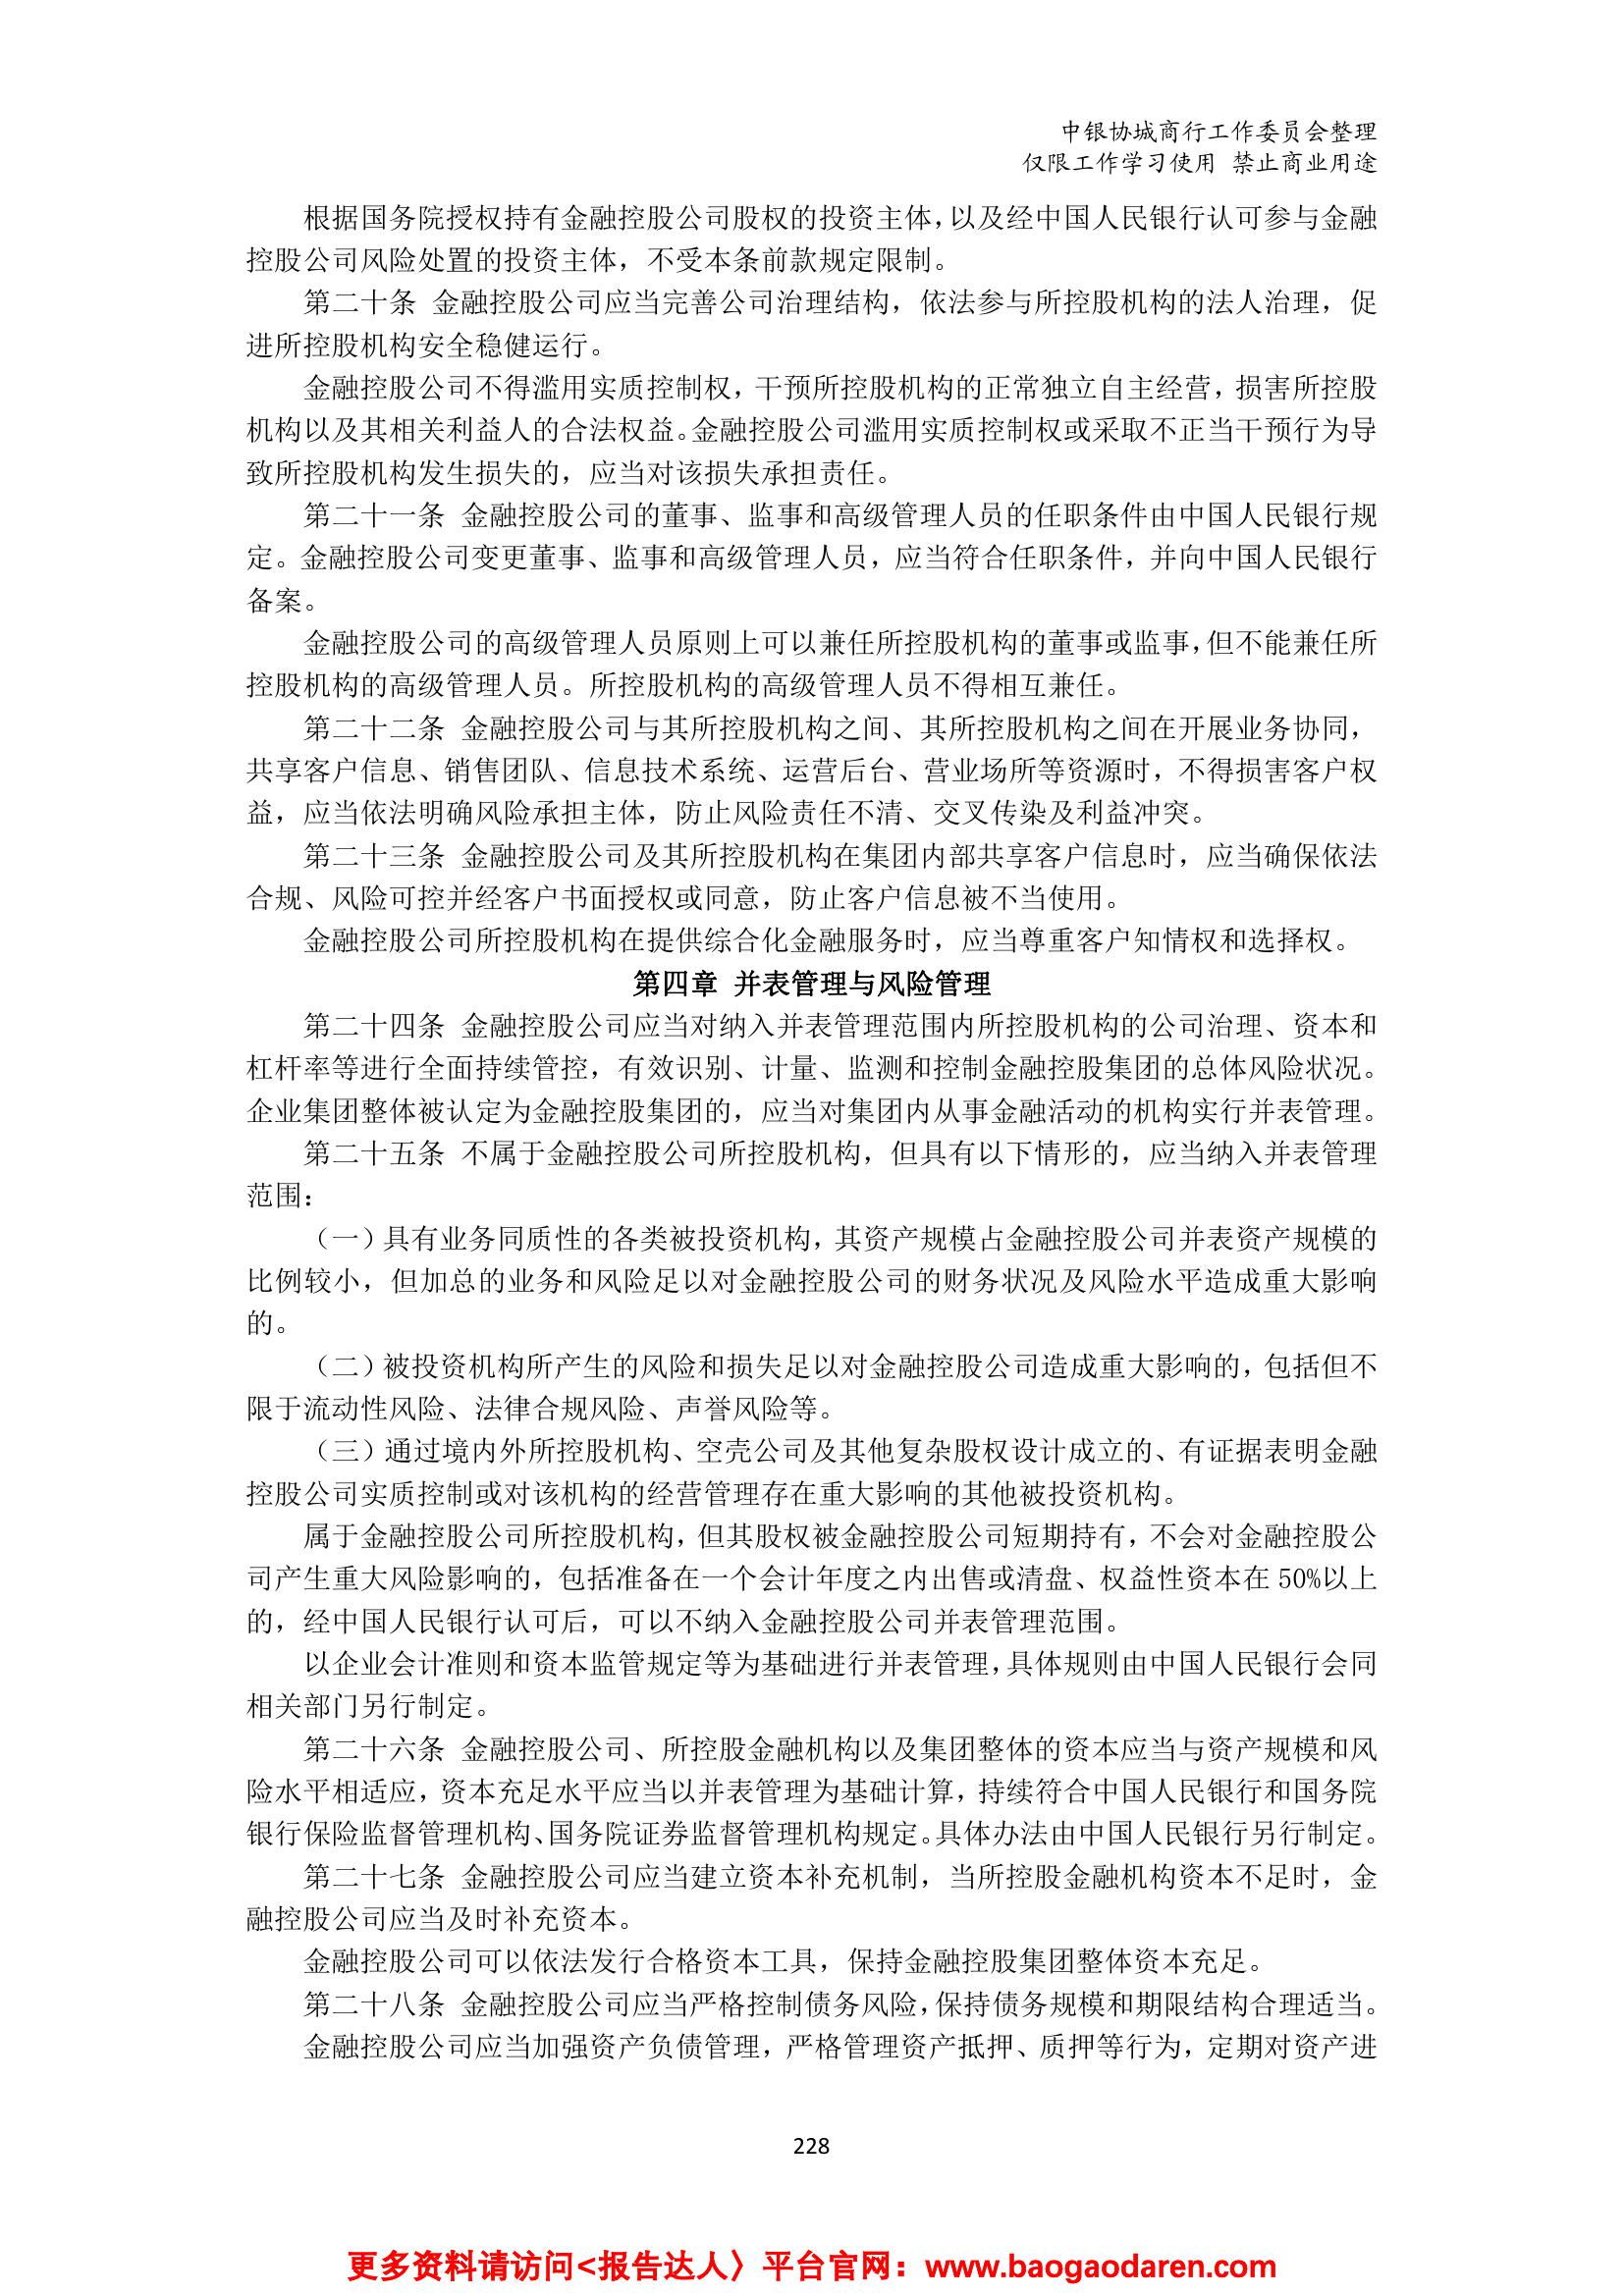 中银协城商行工作委员会整理
仅限工作学习使用 禁止商业用途
根据国务院授权持有金融控股公司股权的投资主体，以及经中国人民银行认可参与金融
控股公司风险处置的投资主体，不受本条前款规定限制。
第二十条 金融控股公司应当完善公司治理结构，依法参与所控股机构的法人治理，促
进所控股机构安全稳健运行。
金融控股公司不得滥用实质控制权，干预所控股机构的正常独立自主经营，损害所控股
机构以及其相关利益人的合法权益。金融控股公司滥用实质控制权或采取不正当干预行为导
致所控股机构发生损失的，应当对该损失承担责任。
第二十一条 金融控股公司的董事、监事和高级管理人员的任职条件由中国人民银行规
定。金融控股公司变更董事、监事和高级管理人员，应当符合任职条件，并向中国人民银行
备案。
金融控股公司的高级管理人员原则上可以兼任所控股机构的董事或监事，但不能兼任所
控股机构的高级管理人员。所控股机构的高级管理人员不得相互兼任。
第二十二条 金融控股公司与其所控股机构之间、其所控股机构之间在开展业务协同，
共享客户信息、销售团队、信息技术系统、运营后台、营业场所等资源时，不得损害客户权
益，应当依法明确风险承担主体，防止风险责任不清、交叉传染及利益冲突。
第二十三条 金融控股公司及其所控股机构在集团内部共享客户信息时，应当确保依法
合规、风险可控并经客户书面授权或同意，防止客户信息被不当使用。
金融控股公司所控股机构在提供综合化金融服务时，应当尊重客户知情权和选择权。
第四章 并表管理与风险管理
第二十四条 金融控股公司应当对纳入并表管理范围内所控股机构的公司治理、资本和
杠杆率等进行全面持续管控，有效识别、计量、监测和控制金融控股集团的总体风险状况。
企业集团整体被认定为金融控股集团的，应当对集团内从事金融活动的机构实行并表管理。
第二十五条 不属于金融控股公司所控股机构，但具有以下情形的，应当纳入并表管理
范围：
（一）具有业务同质性的各类被投资机构，其资产规模占金融控股公司并表资产规模的
比例较小，但加总的业务和风险足以对金融控股公司的财务状况及风险水平造成重大影响
的。
（二）被投资机构所产生的风险和损失足以对金融控股公司造成重大影响的，包括但不
限于流动性风险、法律合规风险、声誉风险等。
（三）通过境内外所控股机构、空壳公司及其他复杂股权设计成立的、有证据表明金融
控股公司实质控制或对该机构的经营管理存在重大影响的其他被投资机构。
属于金融控股公司所控股机构，但其股权被金融控股公司短期持有，不会对金融控股公
司产生重大风险影响的，包括准备在一个会计年度之内出售或清盘、权益性资本在 50%以上
的，经中国人民银行认可后，可以不纳入金融控股公司并表管理范围。
以企业会计准则和资本监管规定等为基础进行并表管理，具体规则由中国人民银行会同
相关部门另行制定。
第二十六条 金融控股公司、所控股金融机构以及集团整体的资本应当与资产规模和风
险水平相适应，资本充足水平应当以并表管理为基础计算，持续符合中国人民银行和国务院
银行保险监督管理机构、国务院证券监督管理机构规定。具体办法由中国人民银行另行制定。
第二十七条 金融控股公司应当建立资本补充机制，当所控股金融机构资本不足时，金
融控股公司应当及时补充资本。
金融控股公司可以依法发行合格资本工具，保持金融控股集团整体资本充足。
第二十八条 金融控股公司应当严格控制债务风险，保持债务规模和期限结构合理适当。
金融控股公司应当加强资产负债管理，严格管理资产抵押、质押等行为，定期对资产进
228
更多资料请访问<报告达人〉平台官网：www.baogaodaren.com